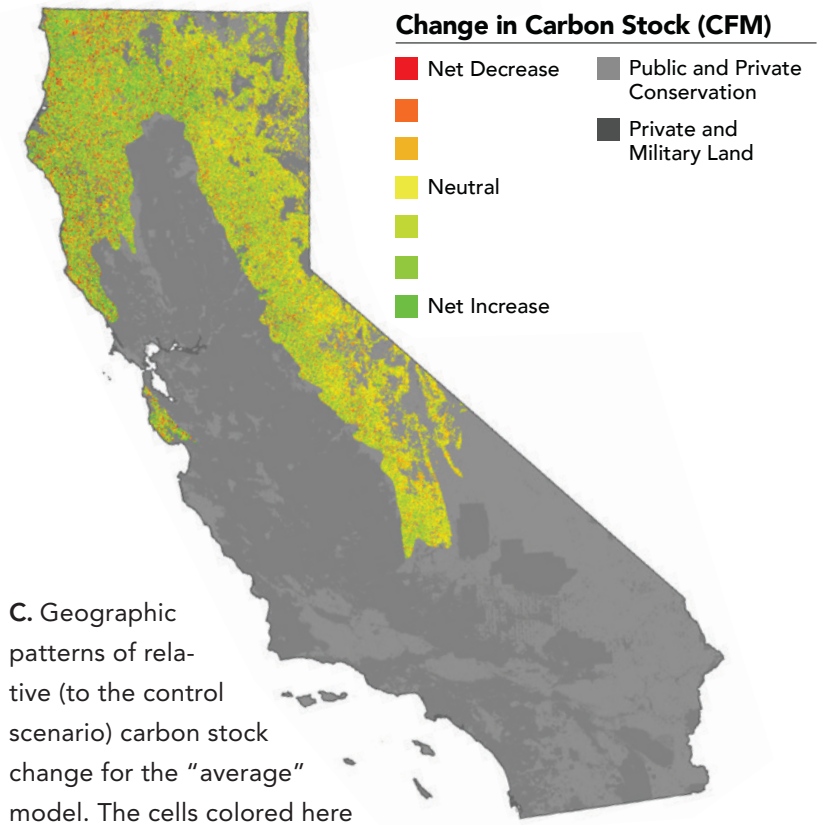 Change in Carbon Stock (CFM)
Net Decrease
Neutral
Net Increase
Public and Private
Conservation
Private and
Military Land
C. Geographic
patterns of rela-
tive (to the control
scenario) carbon stock
change for the “average”
model. The cells colored here